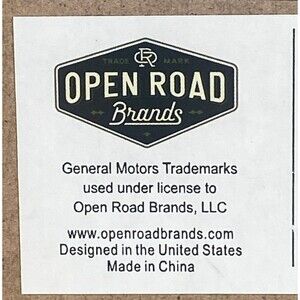 TRADE MARK
OPEN ROAD
Brands
General Motors Trademarks
used under license to
Open Road Brands, LLC
www.openroadbrands.com
Designed in the United States
Made in China